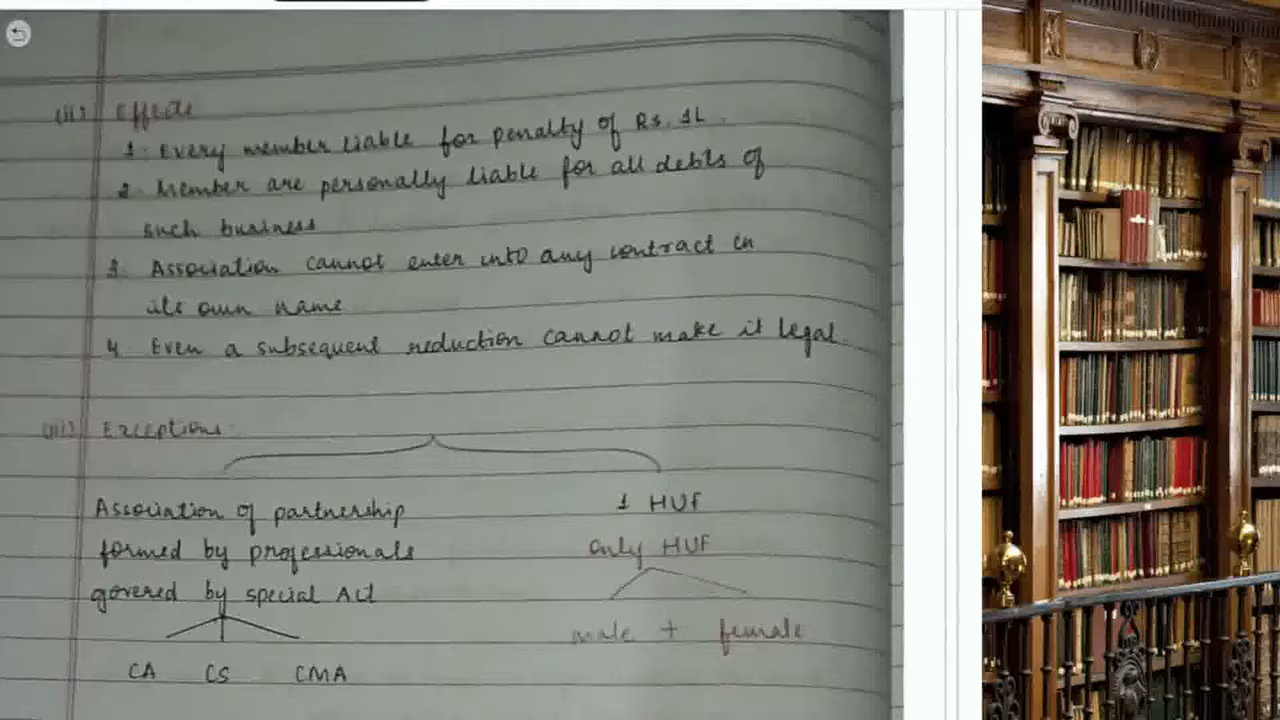 (ii) Effects
1. Every member liable for penalty of Rs. 1L.
2. Member are personally liable for all debts of
such business
3. Association cannot enter into any contract in
its own name
4. Even a subsequent reduction cannot make it legal.
(iii) Exceptions
Association of partnership
formed by professionals
govered by special Act
CA CS CMA
1 HUF
Only HUF
male + female